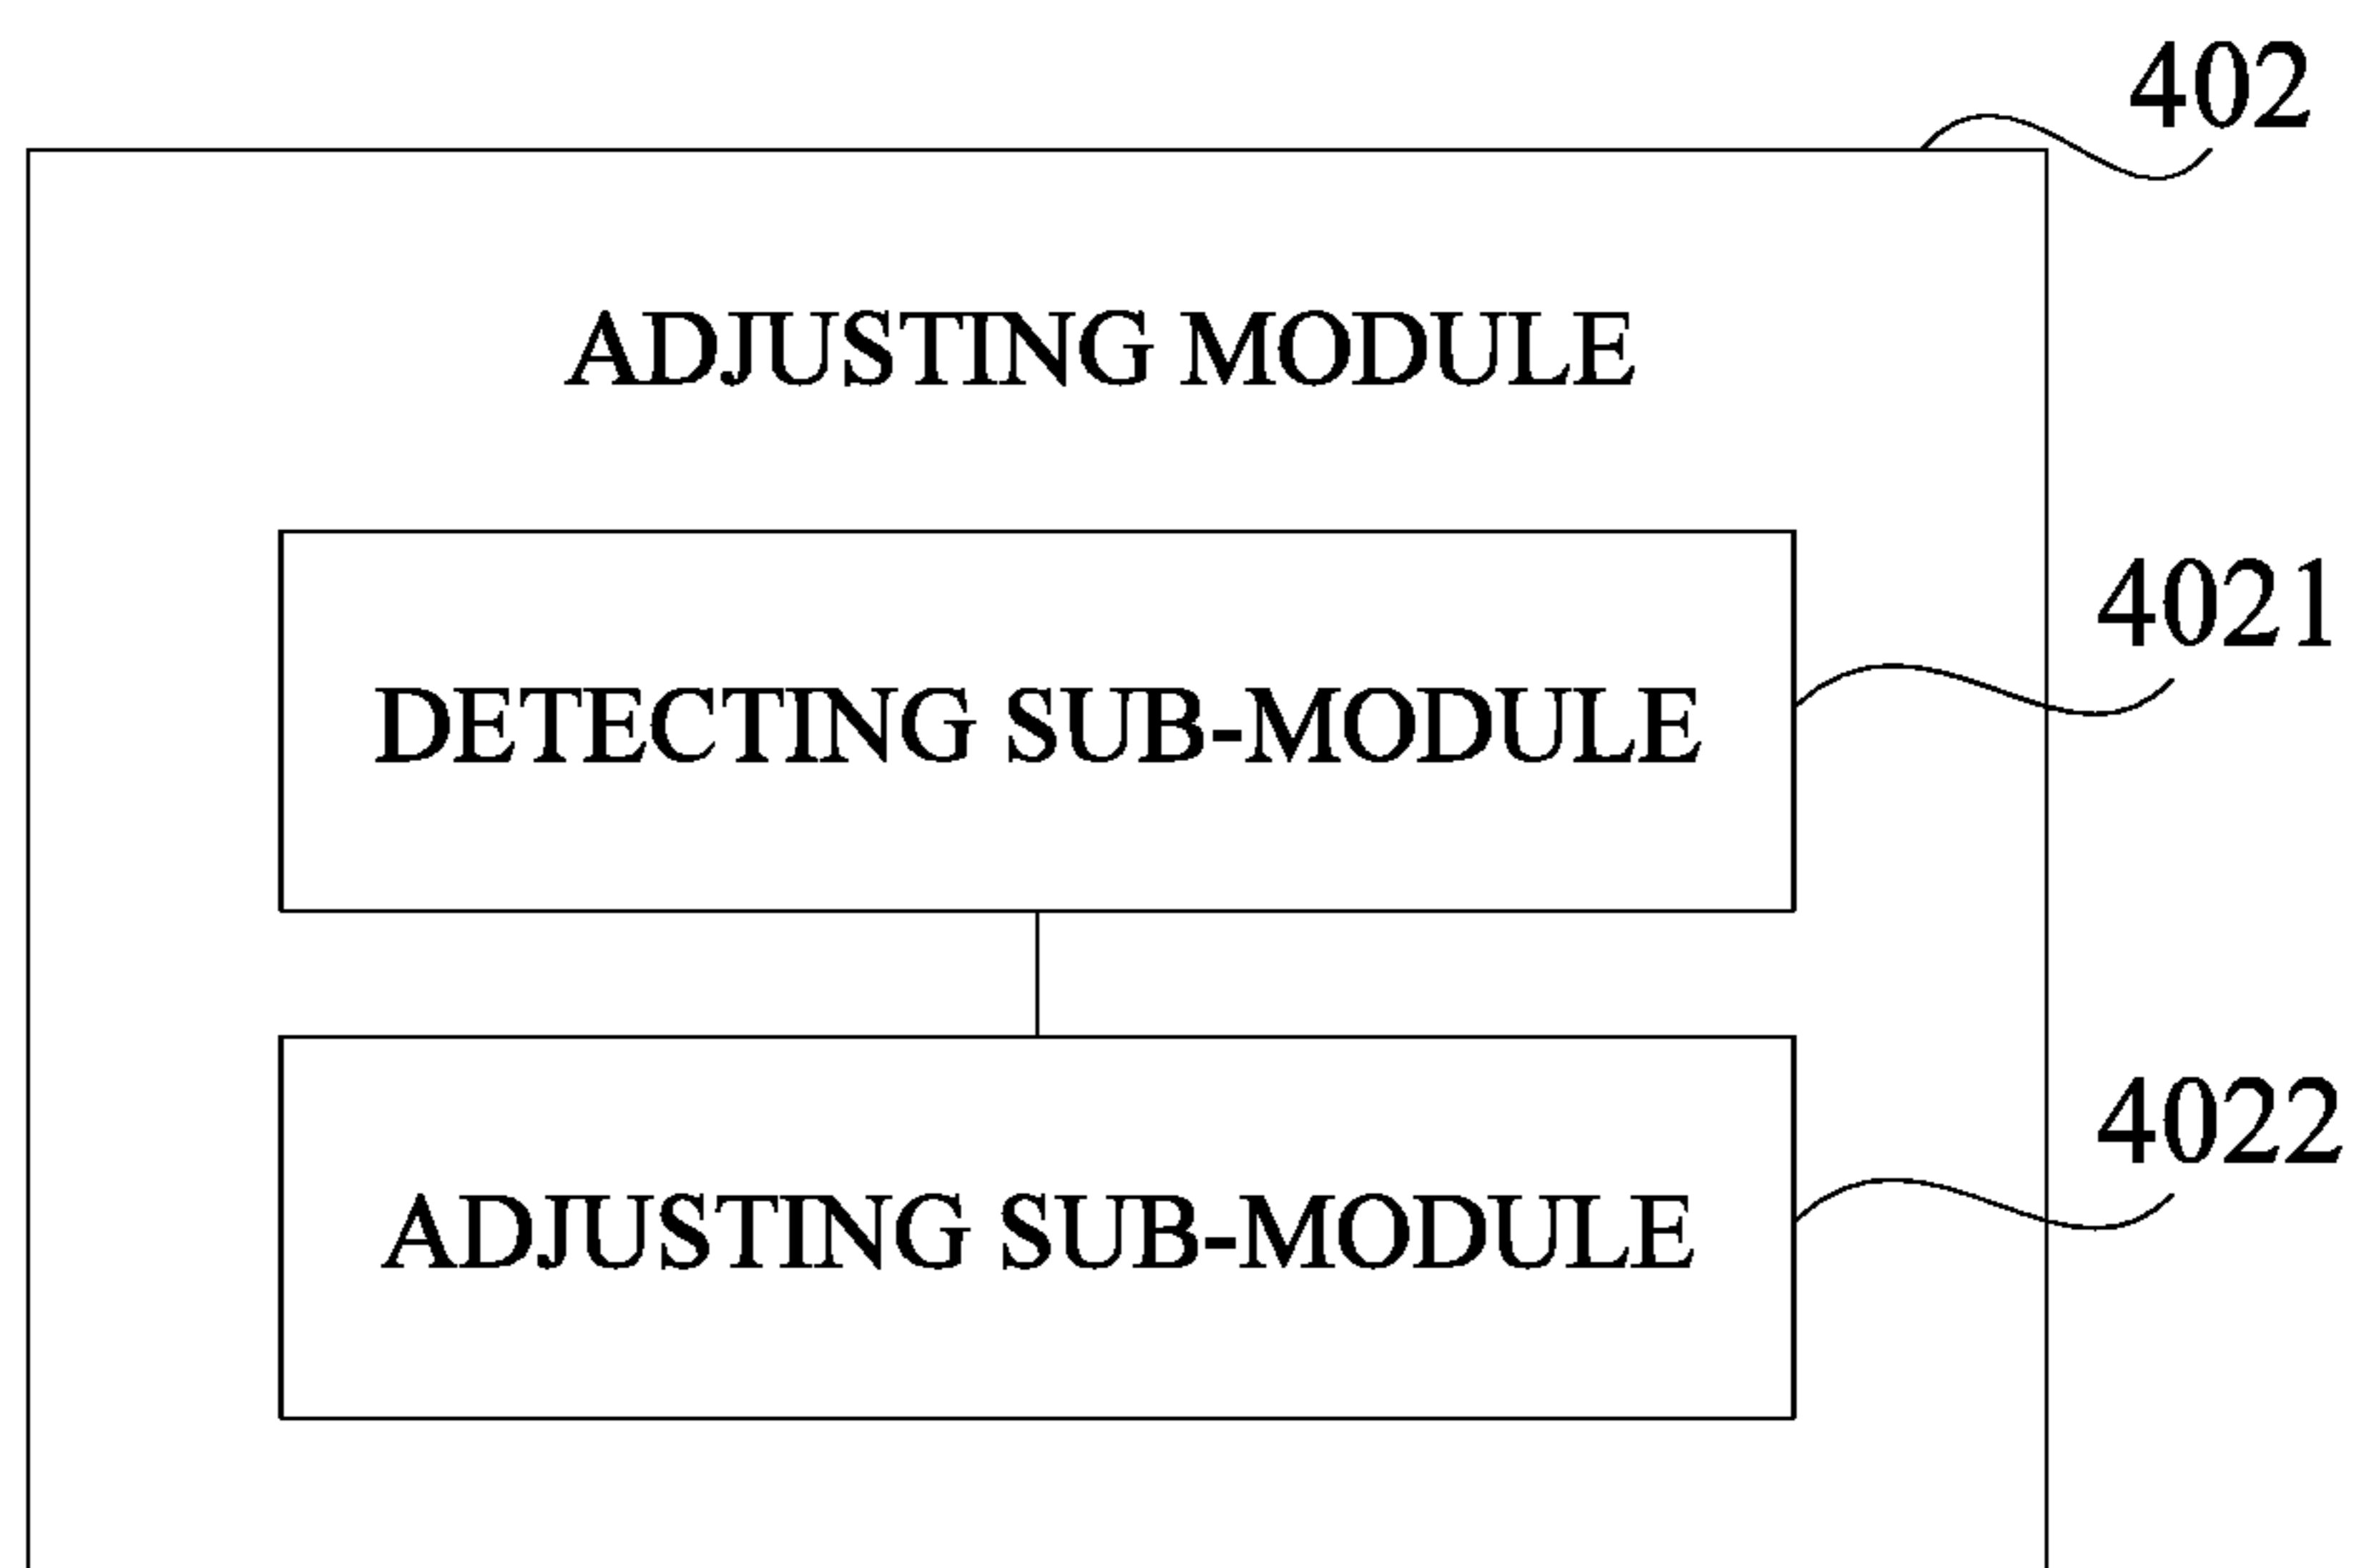 402
ADJUSTING MODULE
4021
DETECTING SUB-MODULE
4022
ADJUSTING SUB-MODULE